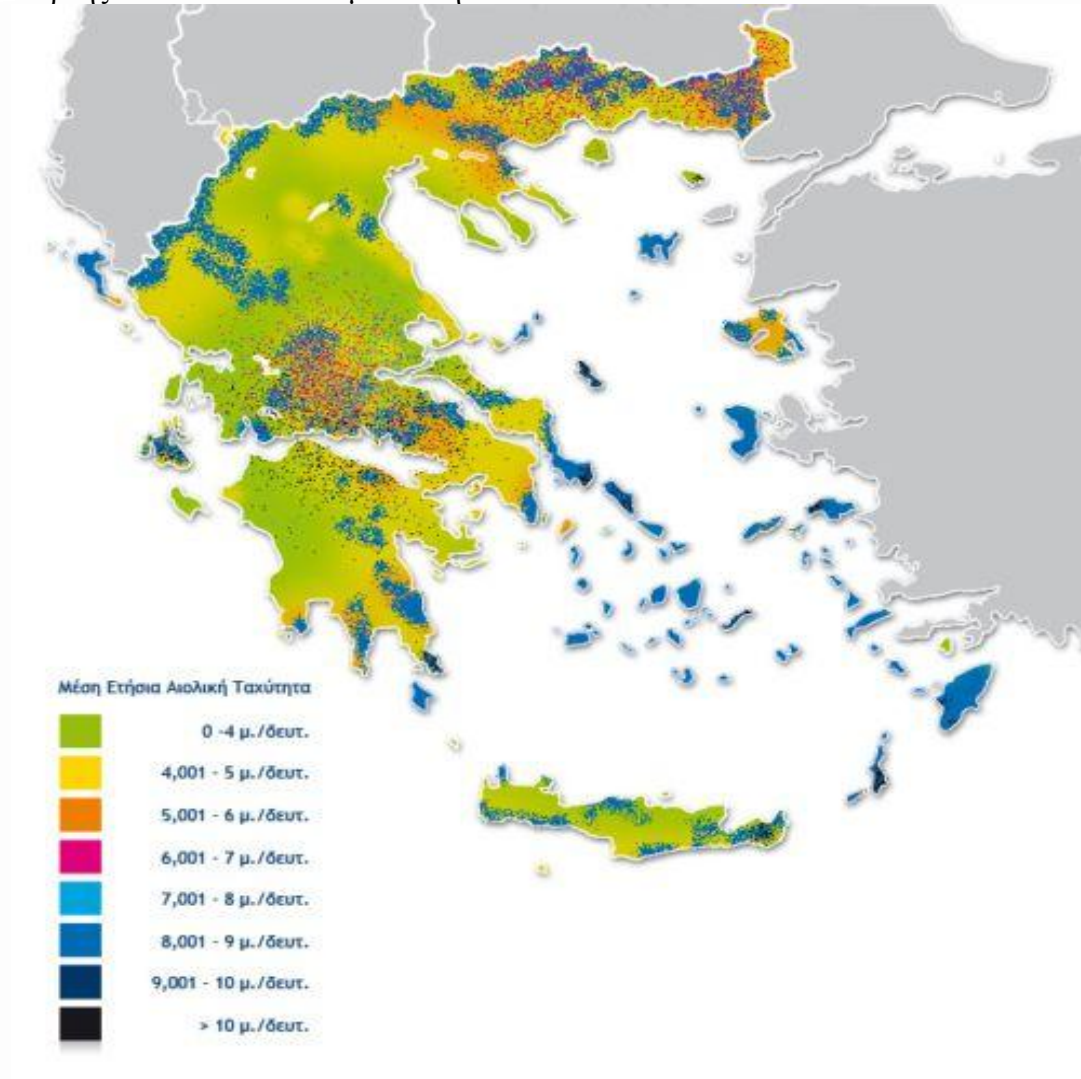 Μέση Ετήσια Αιολική Ταχύτητα
0 -4 μ./δευτ.
4,001 - 5 μ./δευτ.
5,001 - 6 μ./δευτ.
6,001 - 7 μ./δευτ.
7,001 - 8 μ./δευτ.
8,001 - 9 μ./δευτ.
9,001 - 10 μ./δευτ.
> 10 μ./δευτ.